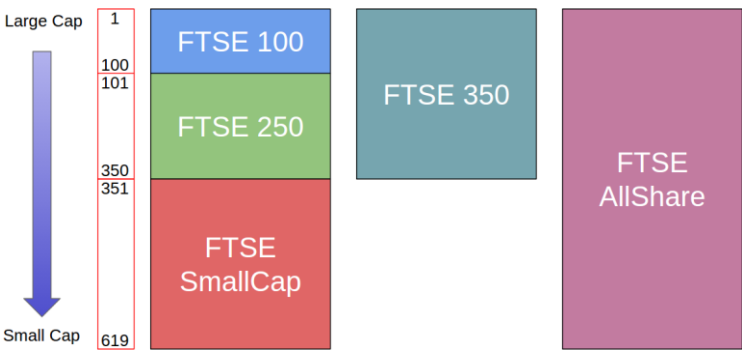 Large Cap
1
100
101
350
351
619
Small Cap
FTSE 100
FTSE 250
FTSE
SmallCap
FTSE 350
FTSE
AllShare